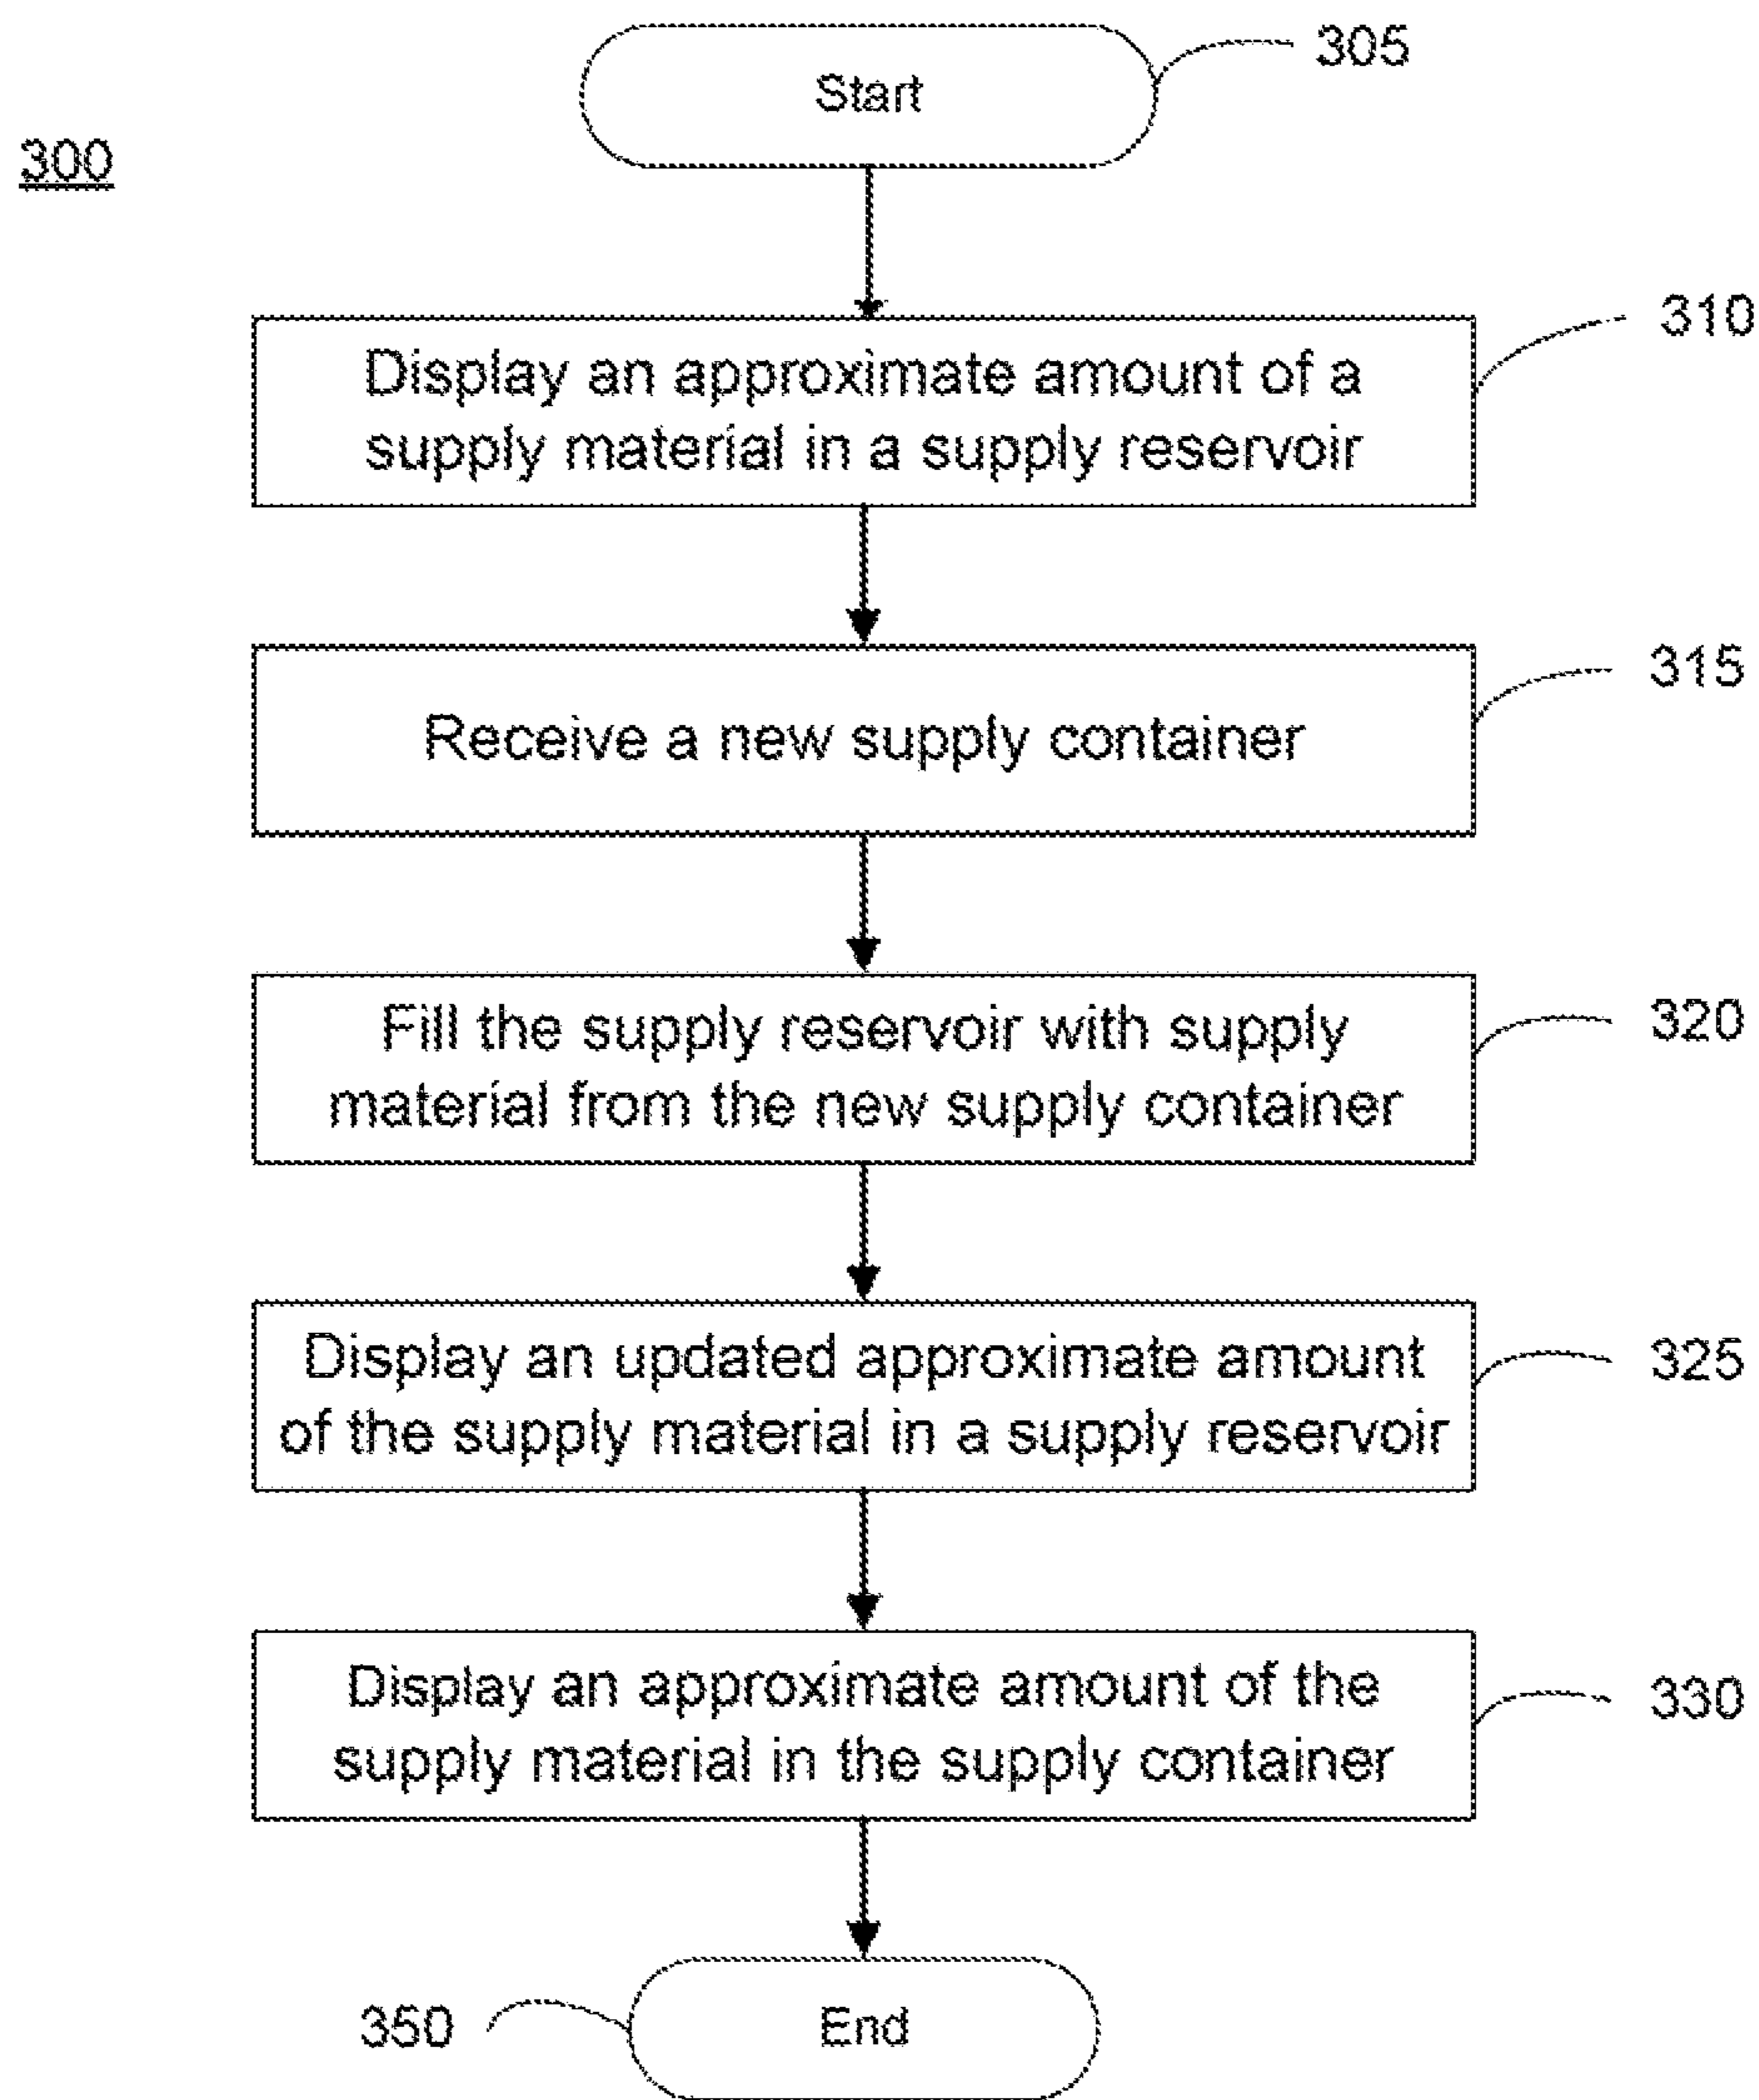 305
Start
300
310
Display an approximate amount of a
supply material in a supply reservoir
315
Receive a new supply container
320
Fill the supply reservoir with supply
material from the new supply container
325
Display an updated approximate amount
of the supply material in a supply reservoir
330
Display an approximate amount of the
supply material in the supply container
350
End